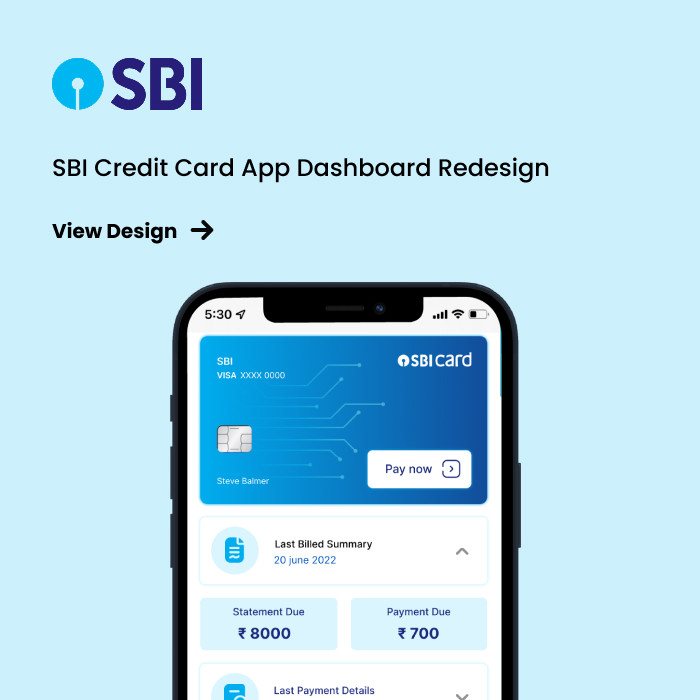 SBI
SBI Credit Card App Dashboard Redesign
View Design
5:30
SBI
SBI card
VISA XXXX 0000
Pay now
Steve Balmer
Last Billed Summary
20 june 2022
Statement Due
Payment Due
₹ 8000
₹ 700
Last Payment Details